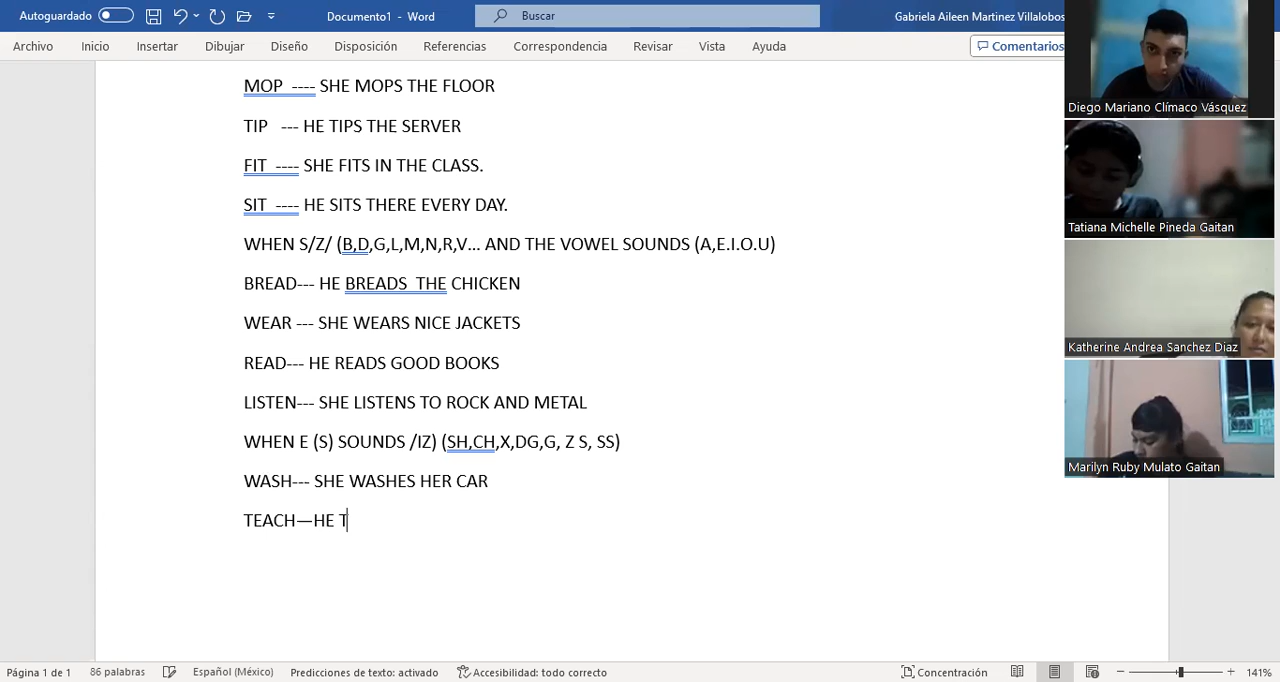 Autoguardado
Documento1 - Word
Buscar
Gabriela Aileen Martinez Villalobos
Archivo Inicio Insertar Dibujar Diseño Disposición Referencias Correspondencia Revisar Vista Ayuda
Comentarios
MOP ---- SHE MOPS THE FLOOR
TIP --- HE TIPS THE SERVER
FIT ---- SHE FITS IN THE CLASS.
SIT ---- HE SITS THERE EVERY DAY.
WHEN S/Z/ (B,D,G,L,M,N,R,V... AND THE VOWEL SOUNDS (A,E.I.O.U)
BREAD--- HE BREADS THE CHICKEN
WEAR --- SHE WEARS NICE JACKETS
READ--- HE READS GOOD BOOKS
LISTEN--- SHE LISTENS TO ROCK AND METAL
WHEN E (S) SOUNDS /IZ) (SH,CH,X,DG,G, Z S, SS)
WASH--- SHE WASHES HER CAR
TEACH—HE T
Diego Mariano Clímaco Vásquez
Tatiana Michelle Pineda Gaitan
Katherine Andrea Sanchez Diaz
Marilyn Ruby Mulato Gaitan
Página 1 de 1 86 palabras Español (México) Predicciones de texto: activado Accesibilidad: todo correcto Concentración 141%